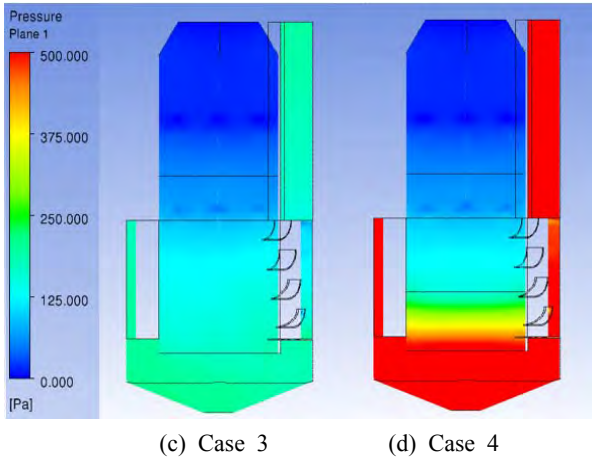 Pressure
Plane 1
500.000
375.000
250.000
125.000
0.000
[Pa]
(c) Case 3
(d) Case 4